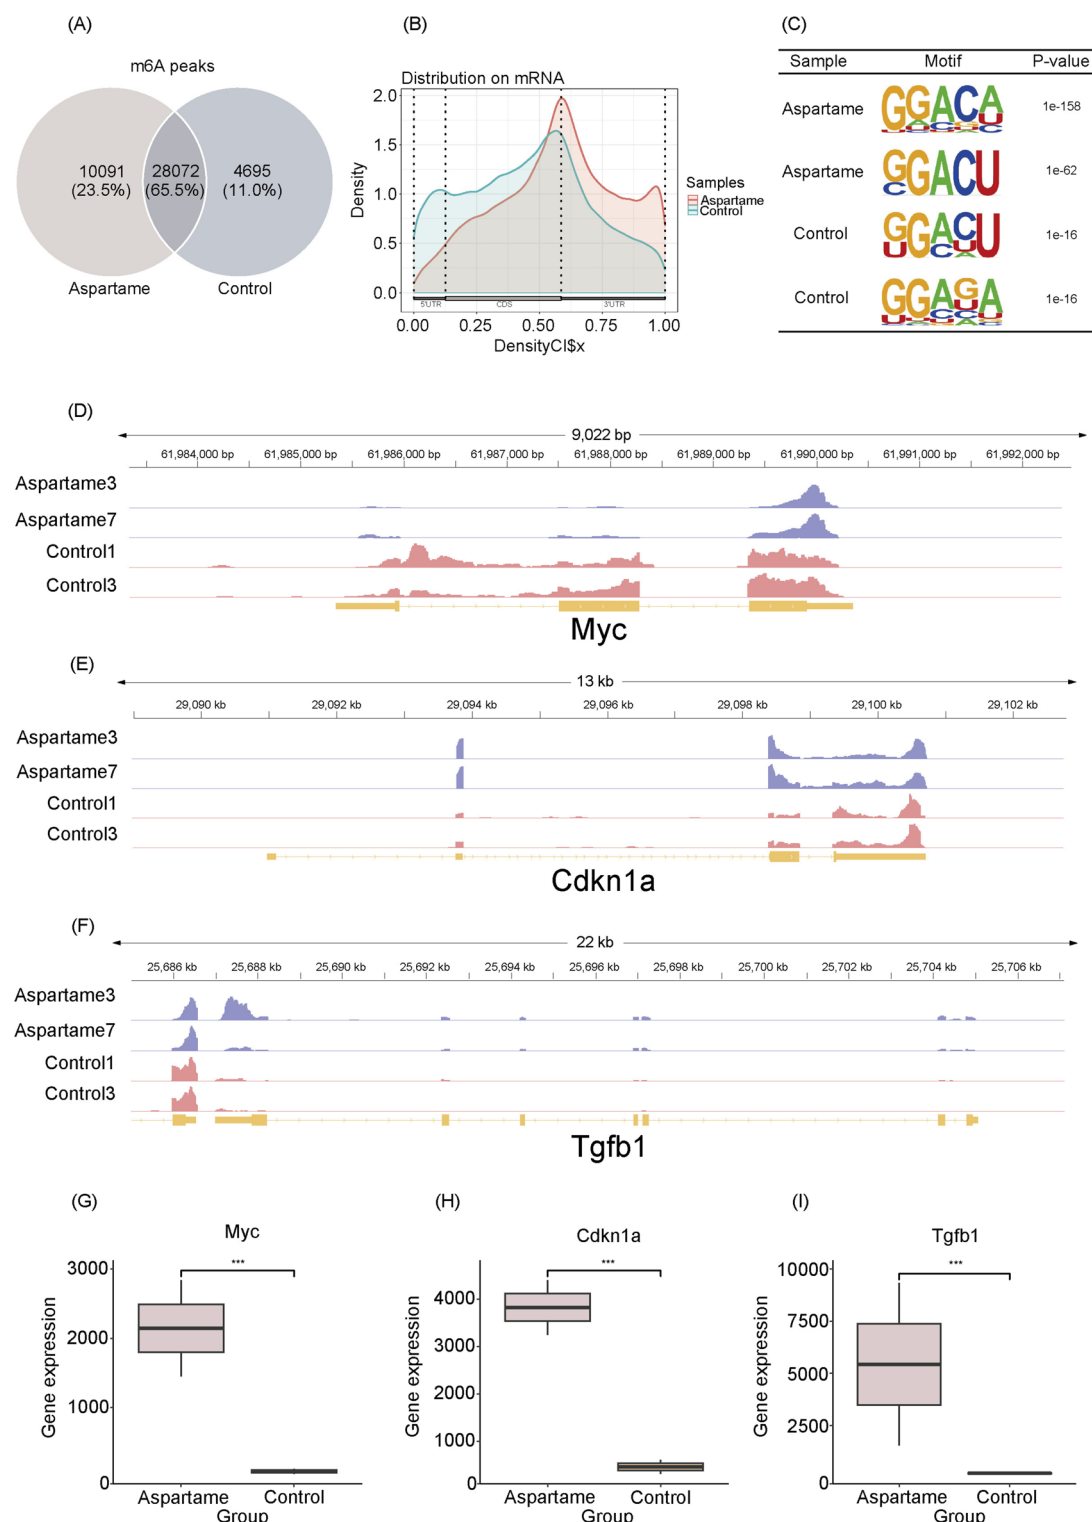 (A)
m6A peaks
10091
(23.5%)
28072
(65.5%)
4695
(11.0%)
Aspartame
Control
(B)
Distribution on mRNA
Density
2.0
1.5
1.0
0.5
0.0
5'UTR
CDS
3'UTR
0.00 0.25 0.50 0.75 1.00
DensityCI$x
Samples
Aspartame
Control
(C)
Sample Motif P-value
Aspartame GGACA 1e-158
Aspartame GGACU 1e-62
Control GGACU 1e-16
Control GGAGA 1e-16
(D)
9,022 bp
61,984,000 bp 61,985,000 bp 61,986,000 bp 61,987,000 bp 61,988,000 bp 61,989,000 bp 61,990,000 bp 61,991,000 bp 61,992,000 bp
Aspartame3
Aspartame7
Control1
Control3
Myc
(E)
13 kb
29,090 kb 29,092 kb 29,094 kb 29,096 kb 29,098 kb 29,100 kb 29,102 kb
Aspartame3
Aspartame7
Control1
Control3
Cdkn1a
(F)
22 kb
25,686 kb 25,688 kb 25,690 kb 25,692 kb 25,694 kb 25,696 kb 25,698 kb 25,700 kb 25,702 kb 25,704 kb 25,706 kb
Aspartame3
Aspartame7
Control1
Control3
Tgfb1
(G)
Myc
***
Gene expression
3000
2000
1000
0
Aspartame Control
Group
(H)
Cdkn1a
***
Gene expression
4000
3000
2000
1000
0
Aspartame Control
Group
(I)
Tgfb1
***
Gene expression
10000
7500
5000
2500
0
Aspartame Control
Group